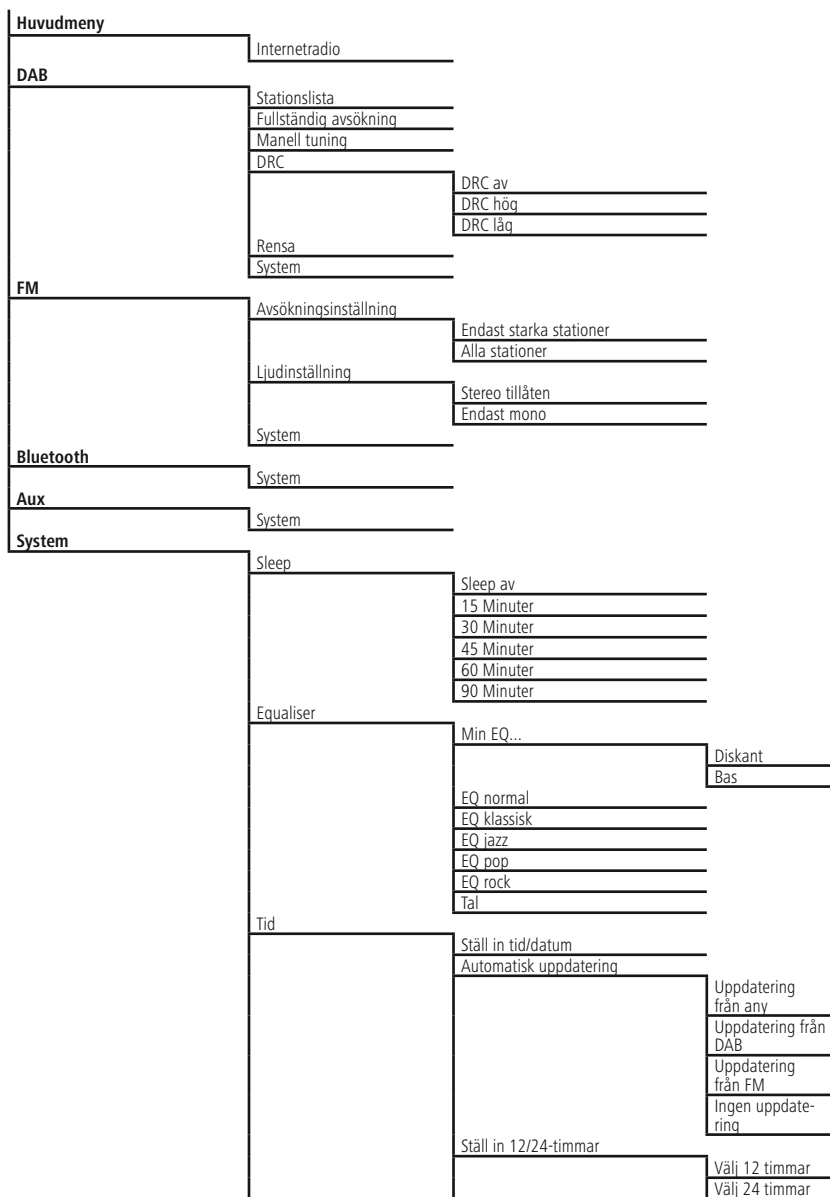 Huvudmeny
Internetradio
DAB
Stationslista
Fullständig avsökning
Manell tuning
DRC
DRC av
DRC hög
DRC låg
Rensa
System
FM
Avsökningsinställning
Endast starka stationer
Alla stationer
Ljudinställning
Stereo tillåten
Endast mono
System
Bluetooth
System
Aux
System
System
Sleep
Sleep av
15 Minuter
30 Minuter
45 Minuter
60 Minuter
90 Minuter
Equaliser
Min EQ...
Diskant
Bas
EQ normal
EQ klassisk
EQ jazz
EQ pop
EQ rock
Tal
Tid
Ställ in tid/datum
Automatisk uppdatering
Uppdatering
från any
Uppdatering från
DAB
Uppdatering
från FM
Ingen uppdate-
ring
Ställ in 12/24-timmar
Välj 12 timmar
Välj 24 timmar